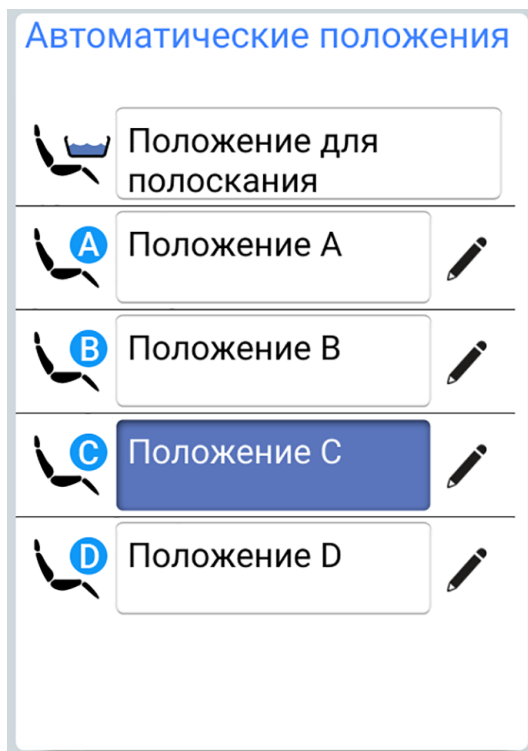 Автоматические положения
Положение для
полоскания
A
Положение A
B
Положение B
C
Положение C
D
Положение D